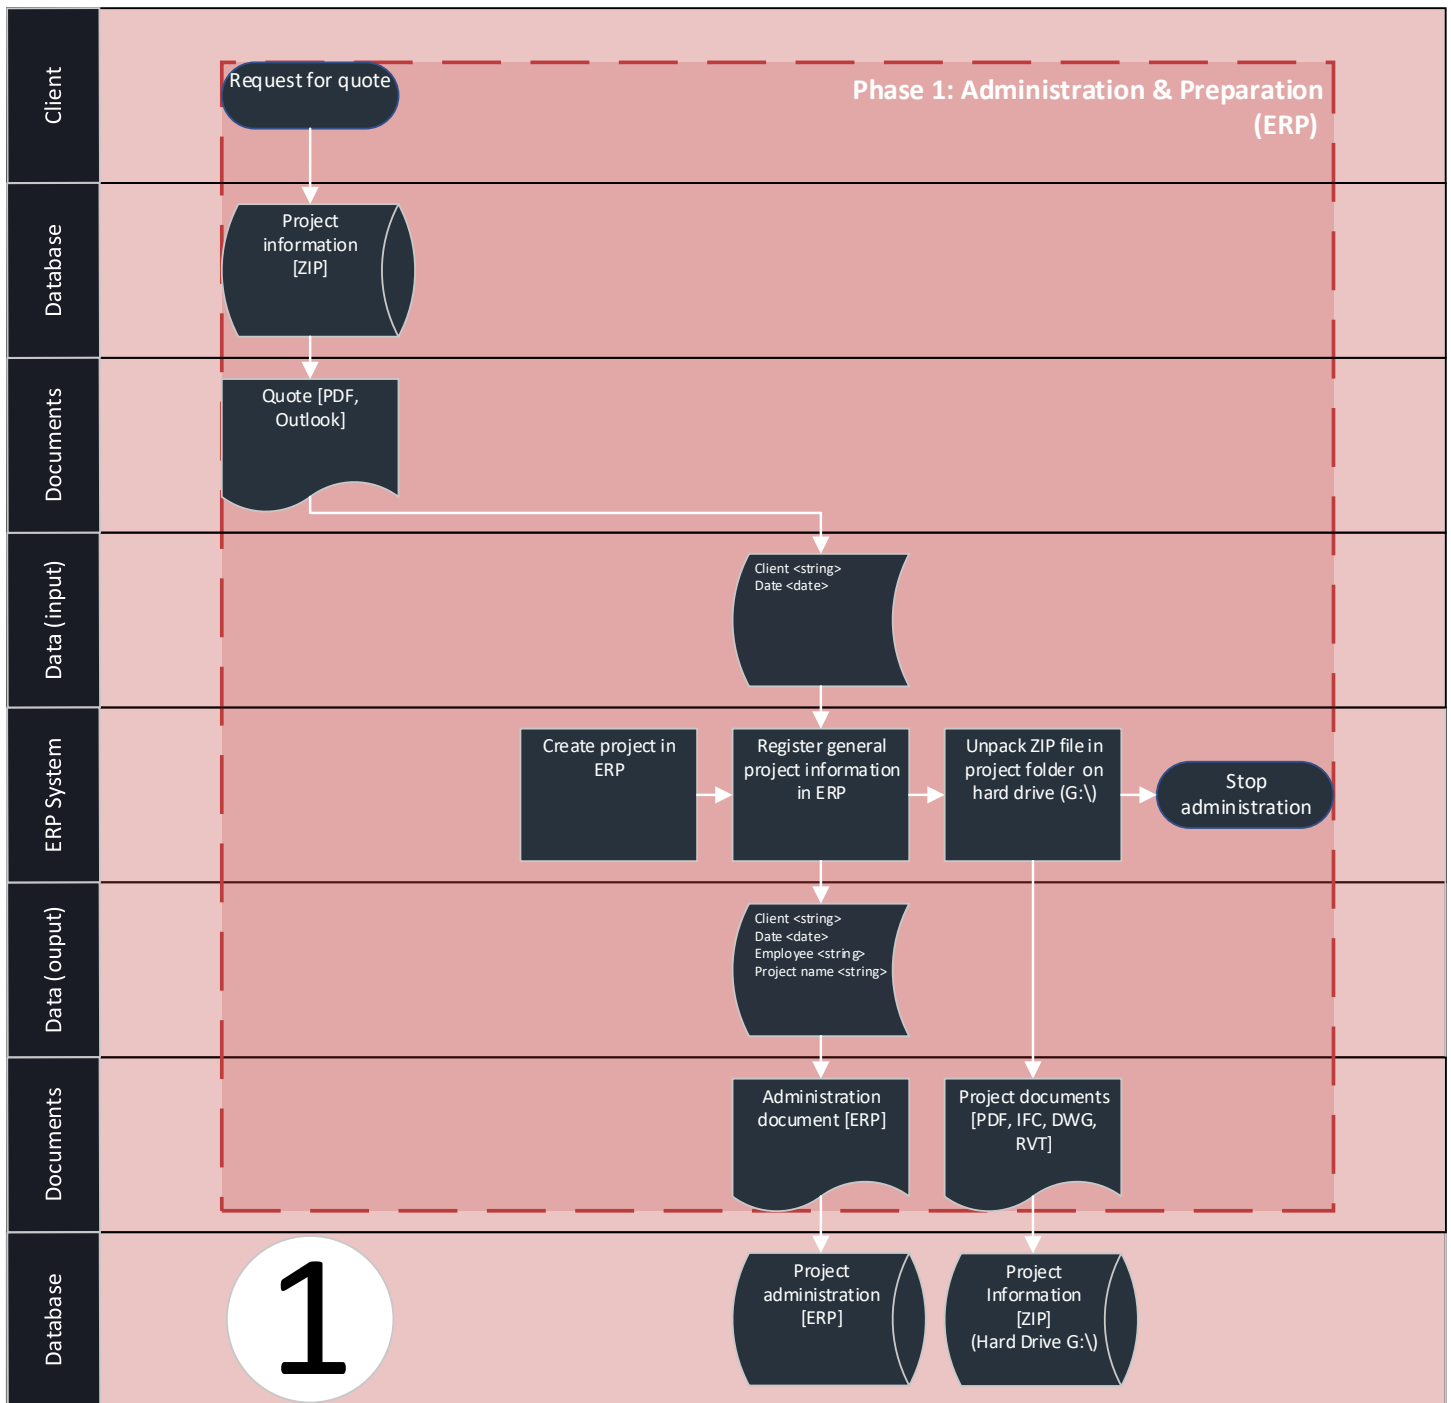 Client
Request for quote
Phase 1: Administration & Preparation
(ERP)
Database
Project
information
[ZIP]
Documents
Quote [PDF,
Outlook]
Data (input)
Client <string>
Date <date>
ERP System
Create project in
ERP
Register general
project information
in ERP
Unpack ZIP file in
project folder on
hard drive (G:\)
Stop
administration
Data (ouput)
Client <string>
Date <date>
Employee <string>
Project name <string>
Documents
Administration
document [ERP]
Project documents
[PDF, IFC, DWG,
RVT]
Database
1
Project
administration
[ERP]
Project
Information
[ZIP]
(Hard Drive G:\)